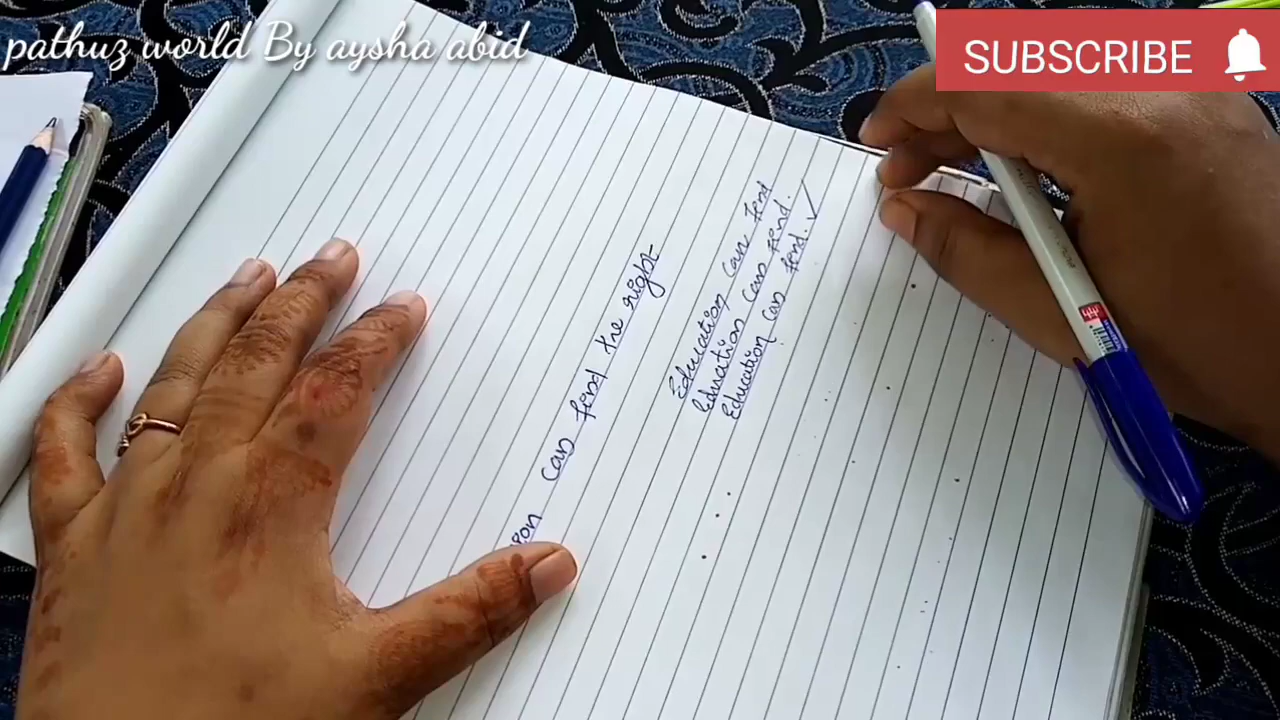 pathuz world By aysha abid
SUBSCRIBE
can find the right
Education can find
Education can find.
Education can find. ✓